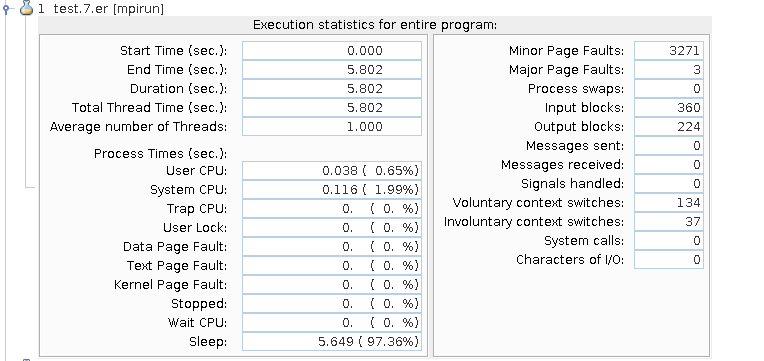 1 test.7.er [mpirun]
Execution statistics for entire program:
Start Time (sec.): 0.000
End Time (sec.): 5.802
Duration (sec.): 5.802
Total Thread Time (sec.): 5.802
Average number of Threads: 1.000
Process Times (sec.):
User CPU: 0.038 ( 0.65%)
System CPU: 0.116 ( 1.99%)
Trap CPU: 0. ( 0. %)
User Lock: 0. ( 0. %)
Data Page Fault: 0. ( 0. %)
Text Page Fault: 0. ( 0. %)
Kernel Page Fault: 0. ( 0. %)
Stopped: 0. ( 0. %)
Wait CPU: 0. ( 0. %)
Sleep: 5.649 ( 97.36%)
Minor Page Faults: 3271
Major Page Faults: 3
Process swaps: 0
Input blocks: 360
Output blocks: 224
Messages sent: 0
Messages received: 0
Signals handled: 0
Voluntary context switches: 134
Involuntary context switches: 37
System calls: 0
Characters of I/O: 0